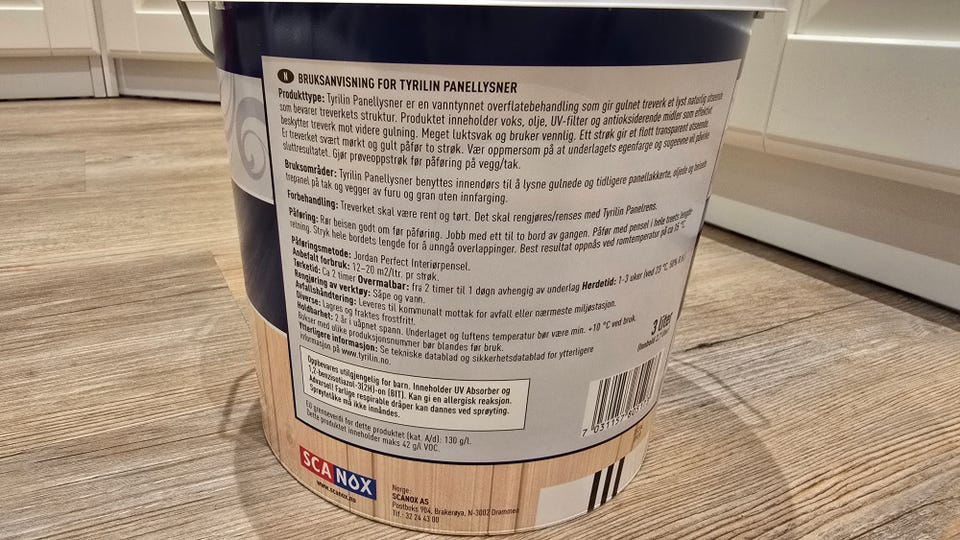 N BRUKSANVISNING FOR TYRILIN PANELLYSNER
Produkttype: Tyrilin Panellysner er en vanntynnet overflatebehandling som gir gulnet treverk et lyst naturlig utseende
som bevarer treverkets struktur. Produktet inneholder voks, olje, UV-filter og antioksiderende midler som effektivt
beskytter treverk mot videre gulning. Meget luktsvak og bruker vennlig. Ett strøk gir et flott transparent utseende.
Er treverket svært mørkt og gult påfør to strøk. Vær oppmersom på at underlagets egenfarge og sugeevne vil påvirke
sluttresultatet. Gjør prøveoppstrøk før påføring på vegg/tak.
Bruksområder: Tyrilin Panellysner benyttes innendørs til å lysne gulnede og tidligere panellakkerte, oljede og beisede
trepanel på tak og vegger av furu og gran uten innfarging.
Forbehandling: Treverket skal være rent og tørt. Det skal rengjøres/renses med Tyrilin Panelrens.
Påføring: Rør beisen godt om før påføring. Jobb med ett til to bord av gangen. Påfør med pensel i hele treets lengde-
retning. Stryk hele bordets lengde for å unngå overlappinger. Best resultat oppnås ved romtemperatur på ca 15 °C.
Påføringsmetode: Jordan Perfect Interiørpensel.
Anbefalt forbruk: 12-20 m2/ltr. pr strøk.
Tørketid: Ca 2 timer Overmalbar: fra 2 timer til 1 døgn avhengig av underlag Herdetid: 1-3 uker (ved 23 °C, 50% R.F.)
Rengjøring av verktøy: Såpe og vann.
Avfallshåndtering: Leveres til kommunalt mottak for avfall eller nærmeste miljøstasjon.
Diverse: Lagres og fraktes frostfritt. Underlaget og luftens temperatur bør være min. +10 °C ved bruk.
Holdbarhet: 2 år i uåpnet spann.
Bukser med ulike produksjonsnummer bør blandes før bruk.
Ytterligere informasjon: Se tekniske datablad og sikkerhetsdatablad for ytterligere
informasjon på www.tyrilin.no.
3 liter
Oppbevares utilgjengelig for barn. Inneholder UV Absorber og
1,2-benzisotiazol-3(2H)-on (BIT). Kan gi en allergisk reaksjon.
Advarsel! Farlige respirable dråper kan dannes ved sprøyting.
Sprøytetåke må ikke innåndes.
EU grenseverdi for dette produktet (kat. A/d): 130 g/l.
Dette produktet inneholder maks 42 g/l VOC.
SCANOX
www.scanox.no
Norge:
SCANOX AS
Postboks 904, Brakerøya, N-3002 Drammen
Tlf.: 32 24 43 00